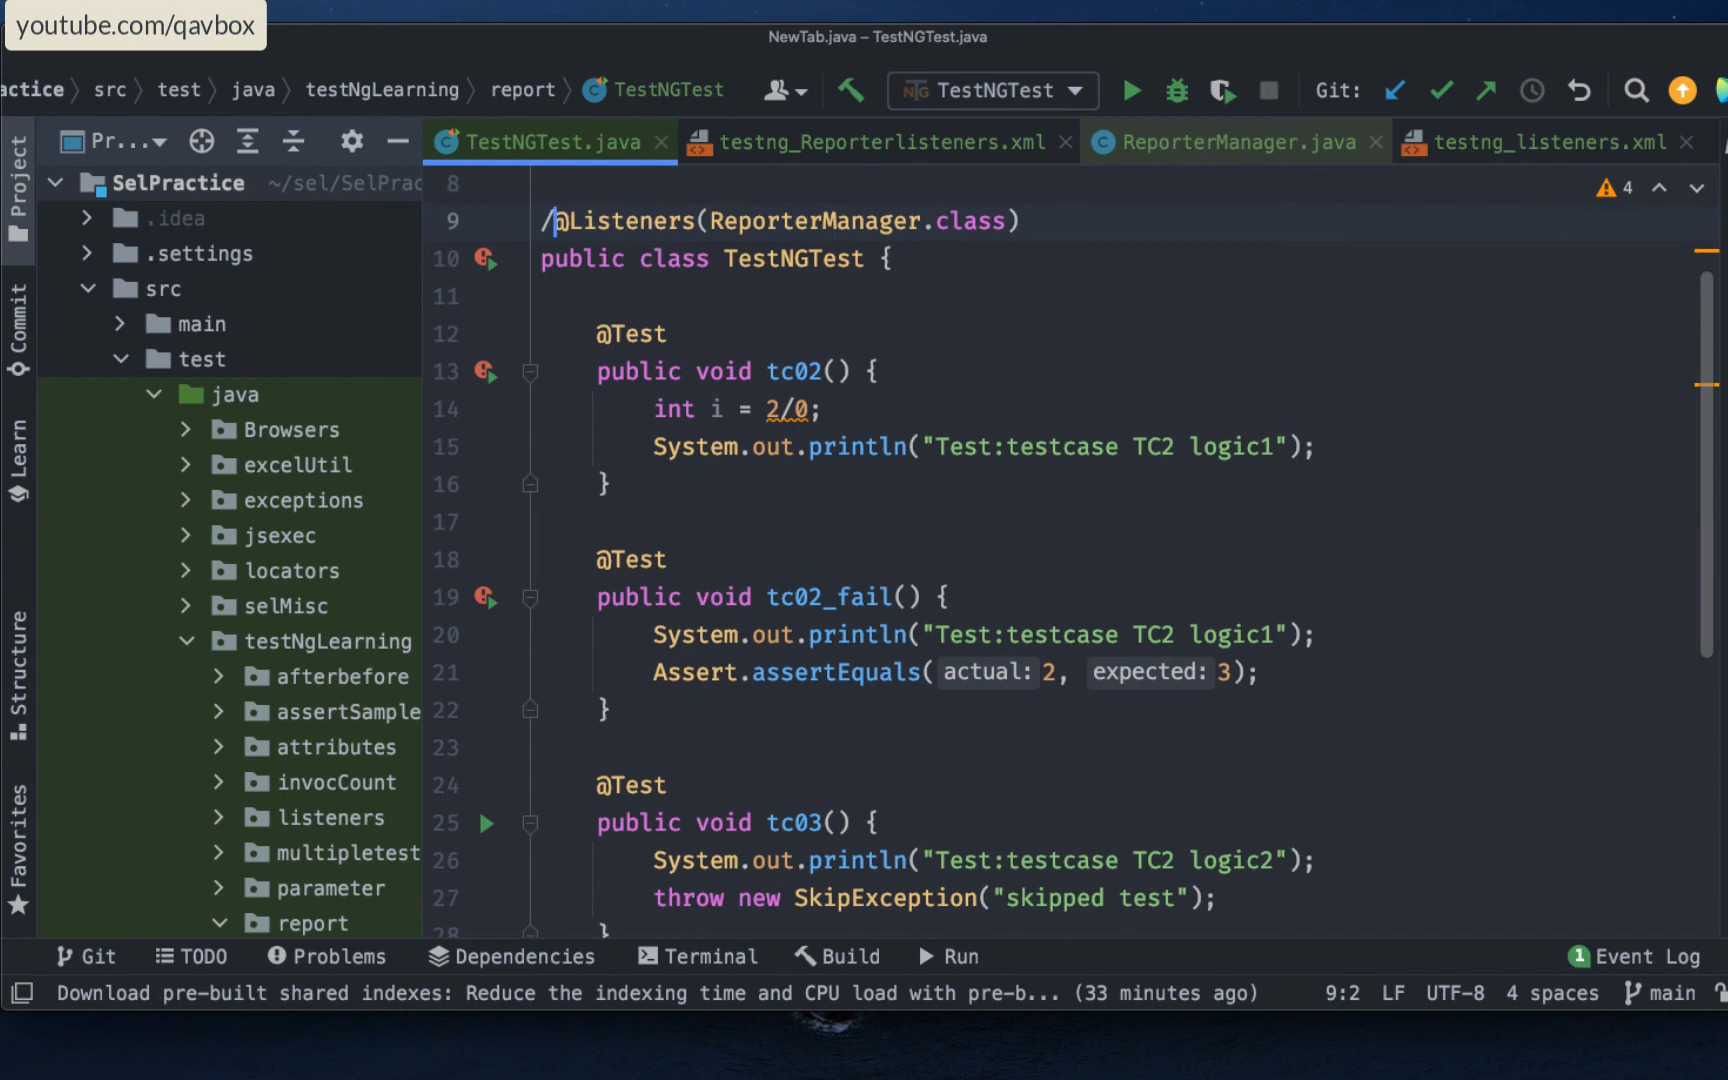 youtube.com/qavbox
NewTab.java – TestNGTest.java
actice src test java testNgLearning report TestNGTest NG TestNGTest Git:
Pr... TestNGTest.java testng_Reporterlisteners.xml ReporterManager.java testng_listeners.xml
Project
Commit
Learn
Structure
Favorites
SelPractice ~/sel/SelPrac
.idea
.settings
src
main
test
java
Browsers
excelUtil
exceptions
jsexec
locators
selMisc
testNgLearning
afterbefore
assertSample
attributes
invocCount
listeners
multipletest
parameter
report
4
8
9 /@Listeners(ReporterManager.class)
10 public class TestNGTest {
11
12 @Test
13 public void tc02() {
14 int i = 2/0;
15 System.out.println("Test:testcase TC2 logic1");
16 }
17
18 @Test
19 public void tc02_fail() {
20 System.out.println("Test:testcase TC2 logic1");
21 Assert.assertEquals( actual: 2, expected: 3);
22 }
23
24 @Test
25 public void tc03() {
26 System.out.println("Test:testcase TC2 logic2");
27 throw new SkipException("skipped test");
28 }
Git TODO Problems Dependencies Terminal Build Run 1 Event Log
Download pre-built shared indexes: Reduce the indexing time and CPU load with pre-b... (33 minutes ago) 9:2 LF UTF-8 4 spaces main